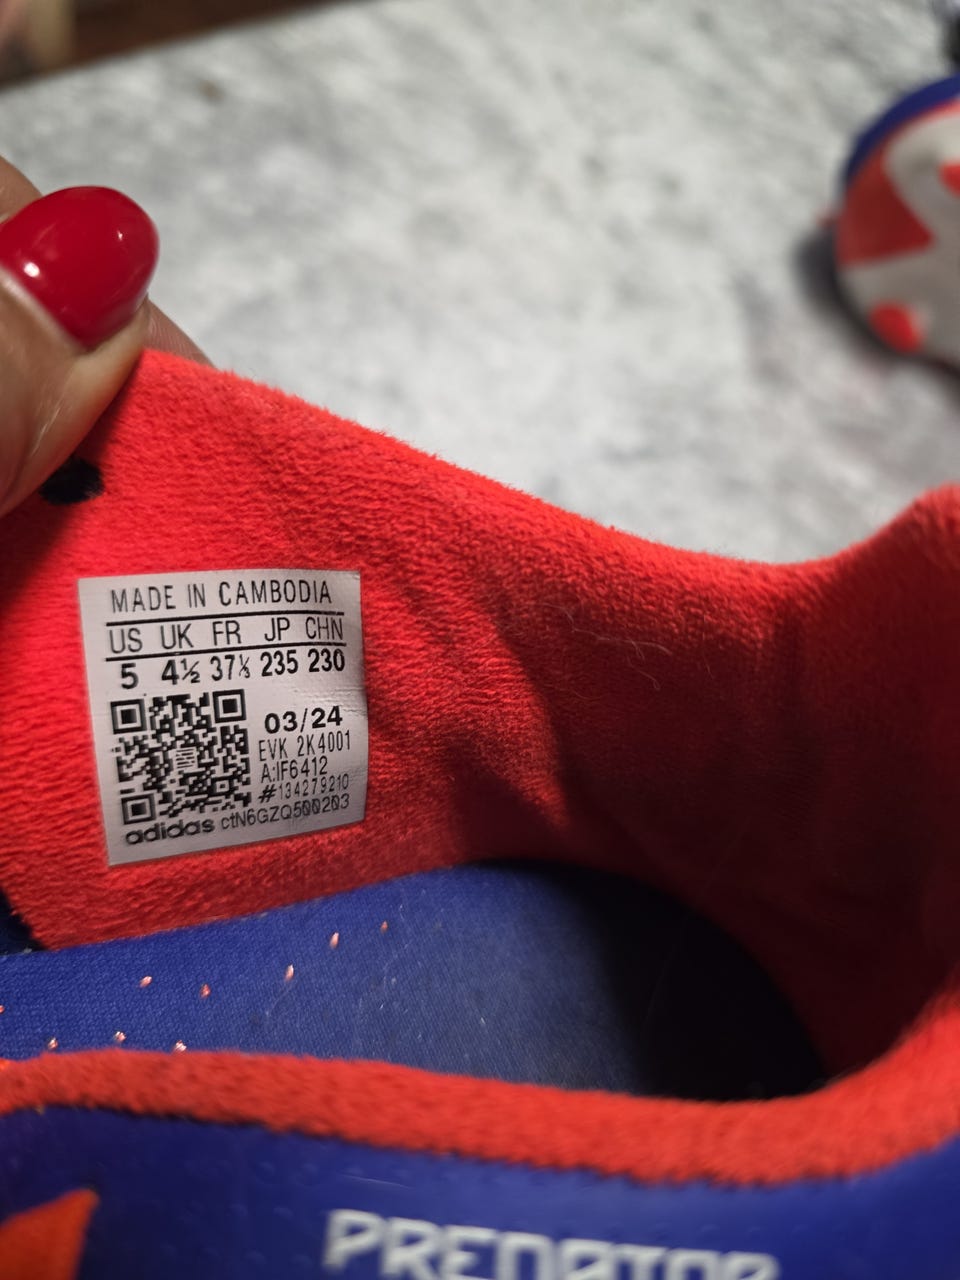 MADE IN CAMBODIA
US UK FR JP CHN
5 4½ 37⅓ 235 230
03/24
EVK 2K4001
A:IF6412
#134279210
adidas ctN6GZQ500203
PREDATOR